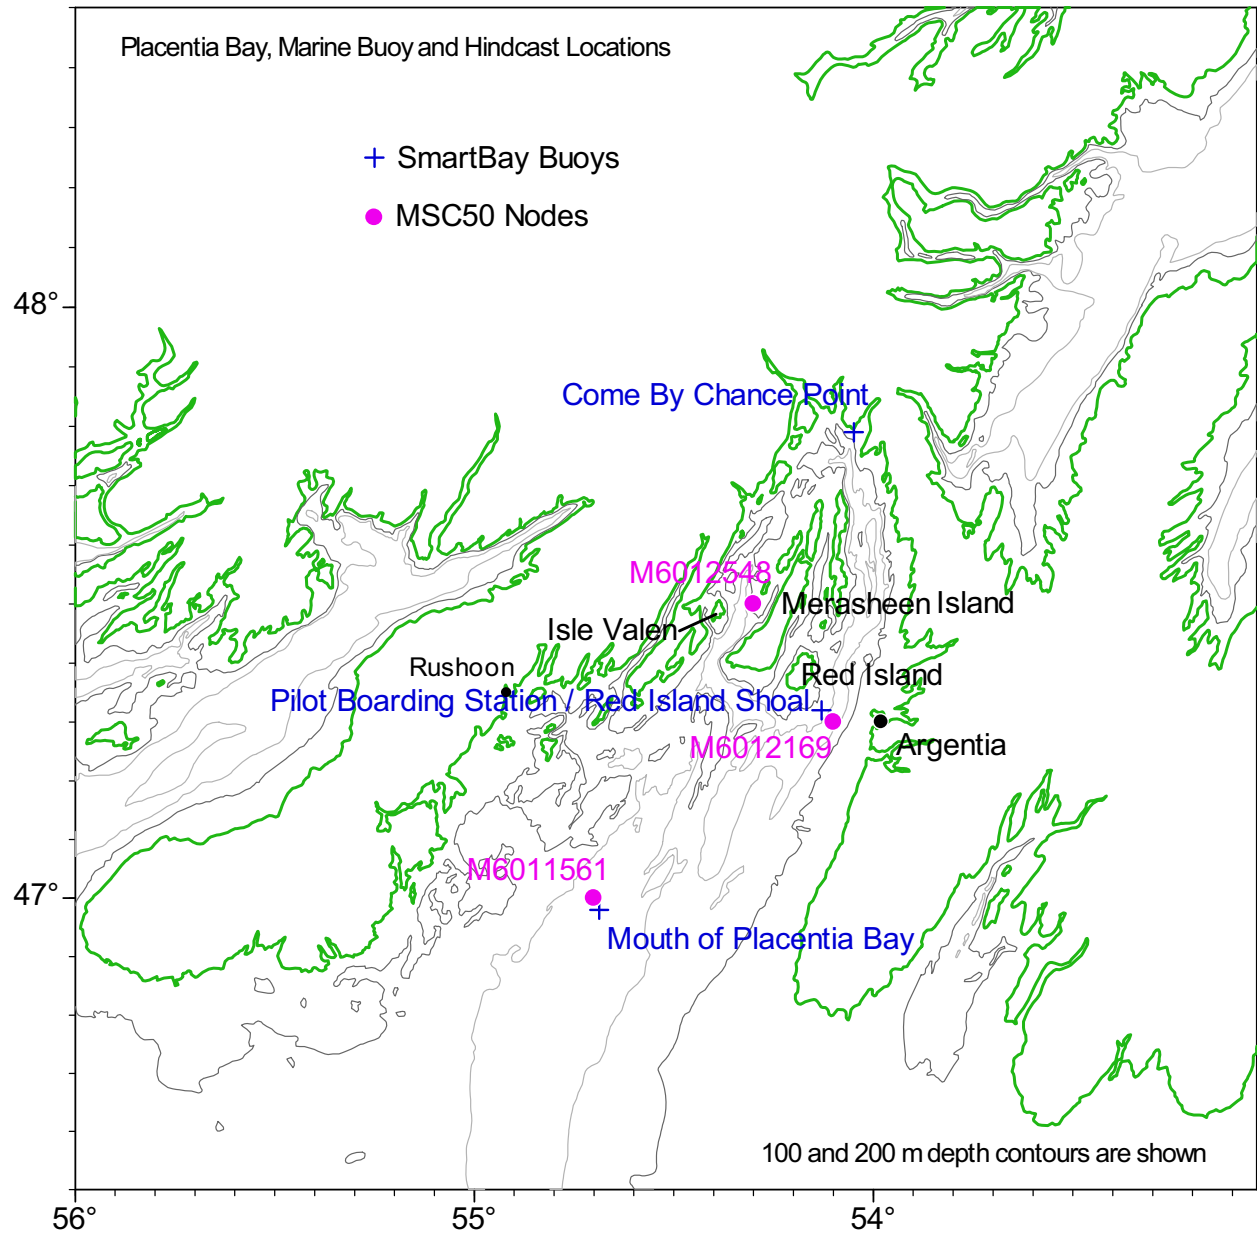 Placentia Bay, Marine Buoy and Hindcast Locations
SmartBay Buoys
MSC50 Nodes
48°
Come By Chance Point
M6012548
Merasheen Island
Isle Valen
Rushoon
Red Island
Pilot Boarding Station / Red Island Shoal
M6012169
Argentia
M6011561
47°
Mouth of Placentia Bay
100 and 200 m depth contours are shown
56°
55°
54°